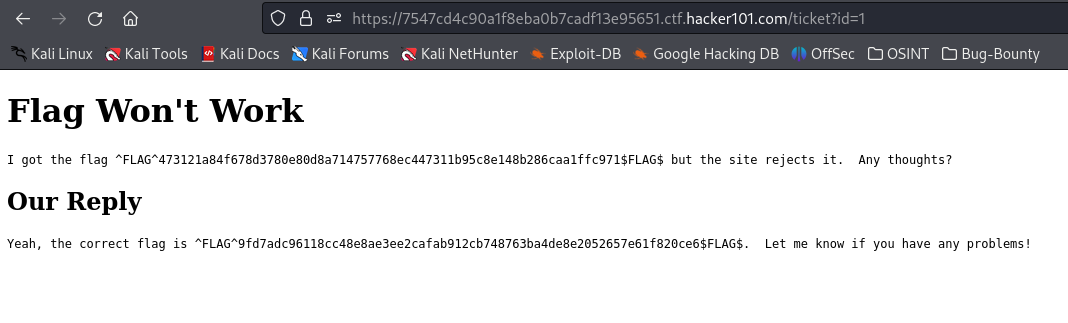 https://7547cd4c90a1f8eba0b7cadf13e95651.ctf.hacker101.com/ticket?id=1
Kali Linux Kali Tools Kali Docs Kali Forums Kali NetHunter Exploit-DB Google Hacking DB OffSec OSINT Bug-Bounty
Flag Won't Work
I got the flag ^FLAG^473121a84f678d3780e80d8a714757768ec447311b95c8e148b286caa1ffc971$FLAG$ but the site rejects it.  Any thoughts?
Our Reply
Yeah, the correct flag is ^FLAG^9fd7adc96118cc48e8ae3ee2cafab912cb748763ba4de8e2052657e61f820ce6$FLAG$.  Let me know if you have any problems!